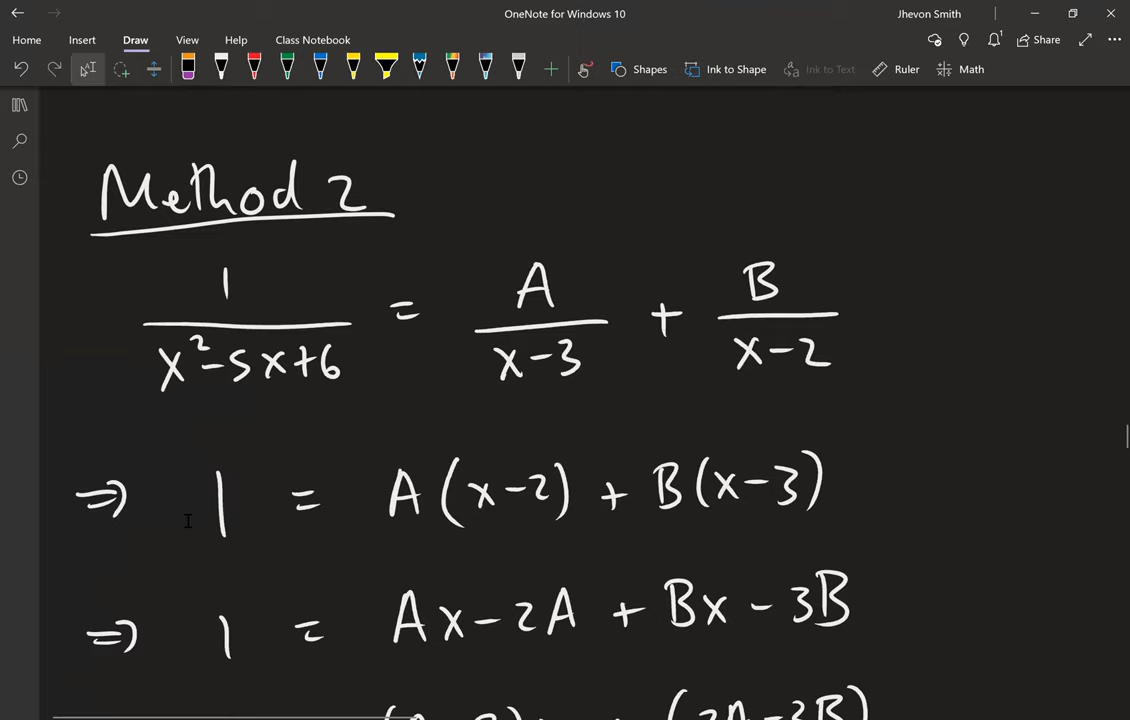 OneNote for Windows 10 Jhevon Smith
Home Insert Draw View Help Class Notebook Share
Shapes Ink to Shape Ink to Text Ruler Math
Method 2
1 / (x²-5x+6) = A / (x-3) + B / (x-2)
⇒ 1 = A(x-2) + B(x-3)
⇒ 1 = Ax-2A + Bx-3B